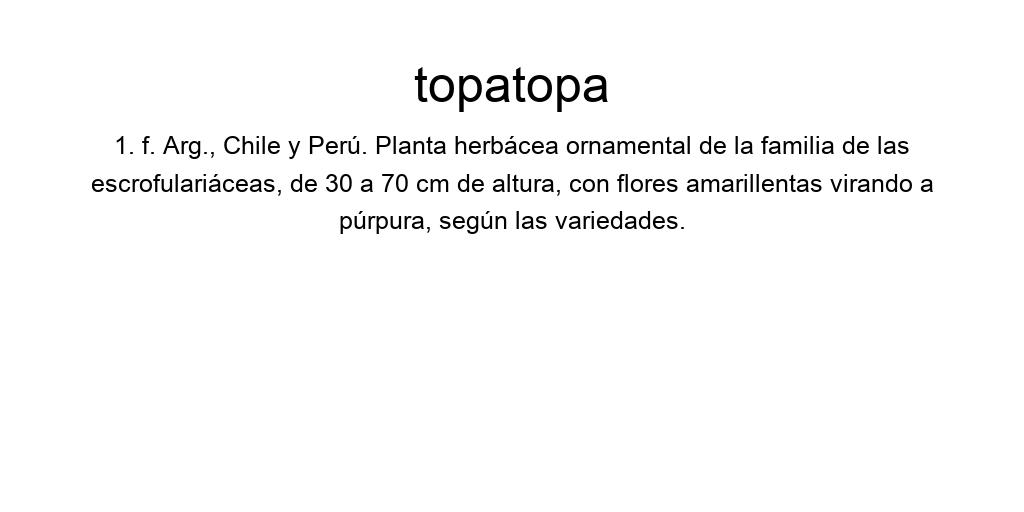 topatopa
1. f. Arg., Chile y Perú. Planta herbácea ornamental de la familia de las
escrofulariáceas, de 30 a 70 cm de altura, con flores amarillentas virando a
púrpura, según las variedades.